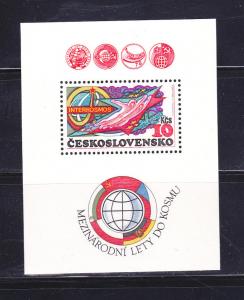 INTERKOSMOS
KčS
10
ČESKOSLOVENSKO
MEZINÁRODNÍ LETY DO KOSMU